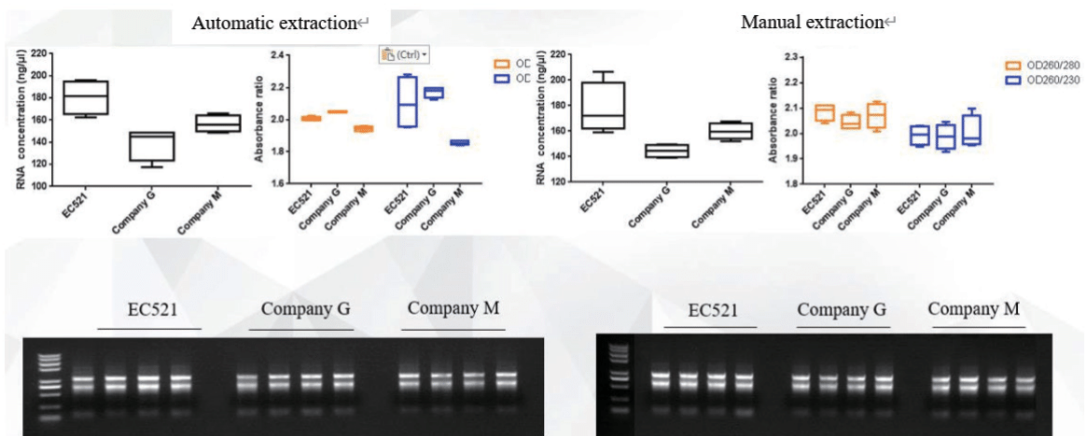 Automatic extraction↵
Manual extraction↵
RNA concentration (ng/μl)
220
200
180
160
140
120
100
EC521
Company G
Company M
Absorbance ratio
2.4
2.2
2.0
1.8
1.6
EC521
Company G
Company M
EC521
Company G
Company M
(Ctrl)
OD
OD
RNA concentration (ng/μl)
220
200
180
160
140
120
EC521
Company G
Company M
Absorbance ratio
2.3
2.2
2.1
2.0
1.9
1.8
EC521
Company G
Company M
EC521
Company G
Company M
OD260/280
OD260/230
EC521
Company G
Company M
EC521
Company G
Company M